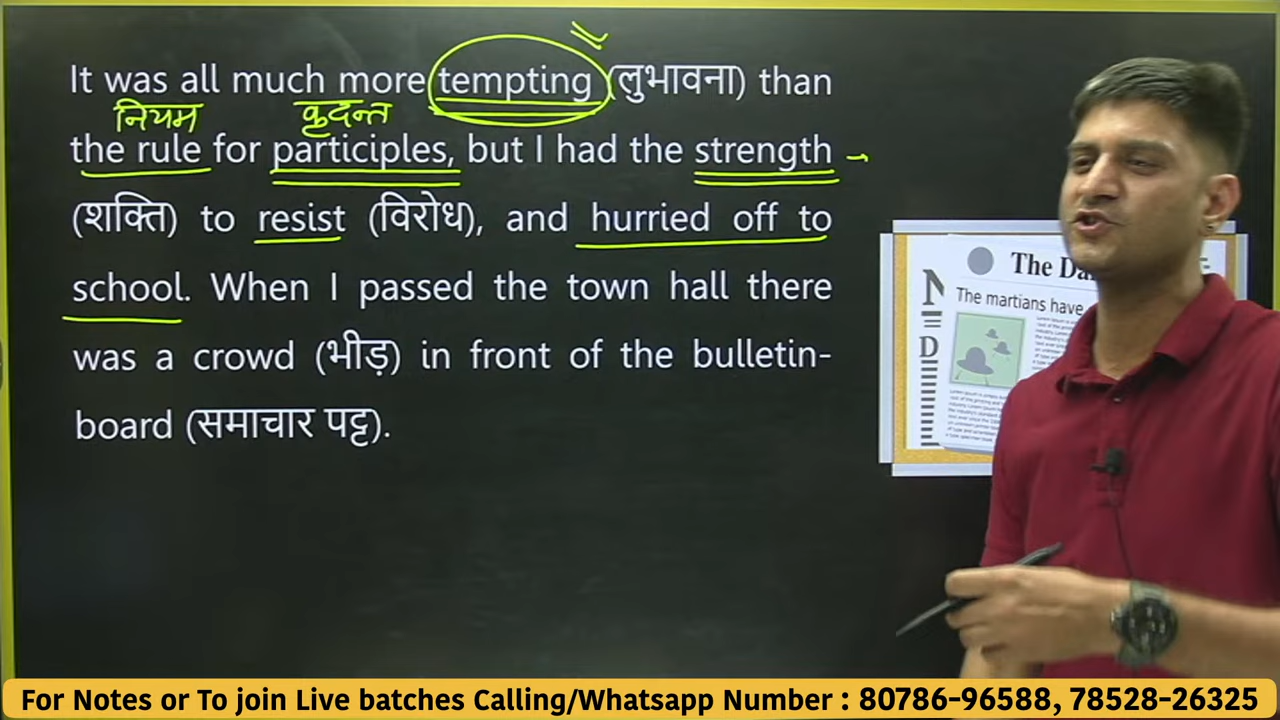 It was all much more tempting (लुभावना) than
नियम कृदन्त
the rule for participles, but I had the strength
(शक्ति) to resist (विरोध), and hurried off to
school. When I passed the town hall there
was a crowd (भीड़) in front of the bulletin-
board (समाचार पट्ट).
The Da
The martians have
N
D
For Notes or To join Live batches Calling/Whatsapp Number : 80786-96588, 78528-26325